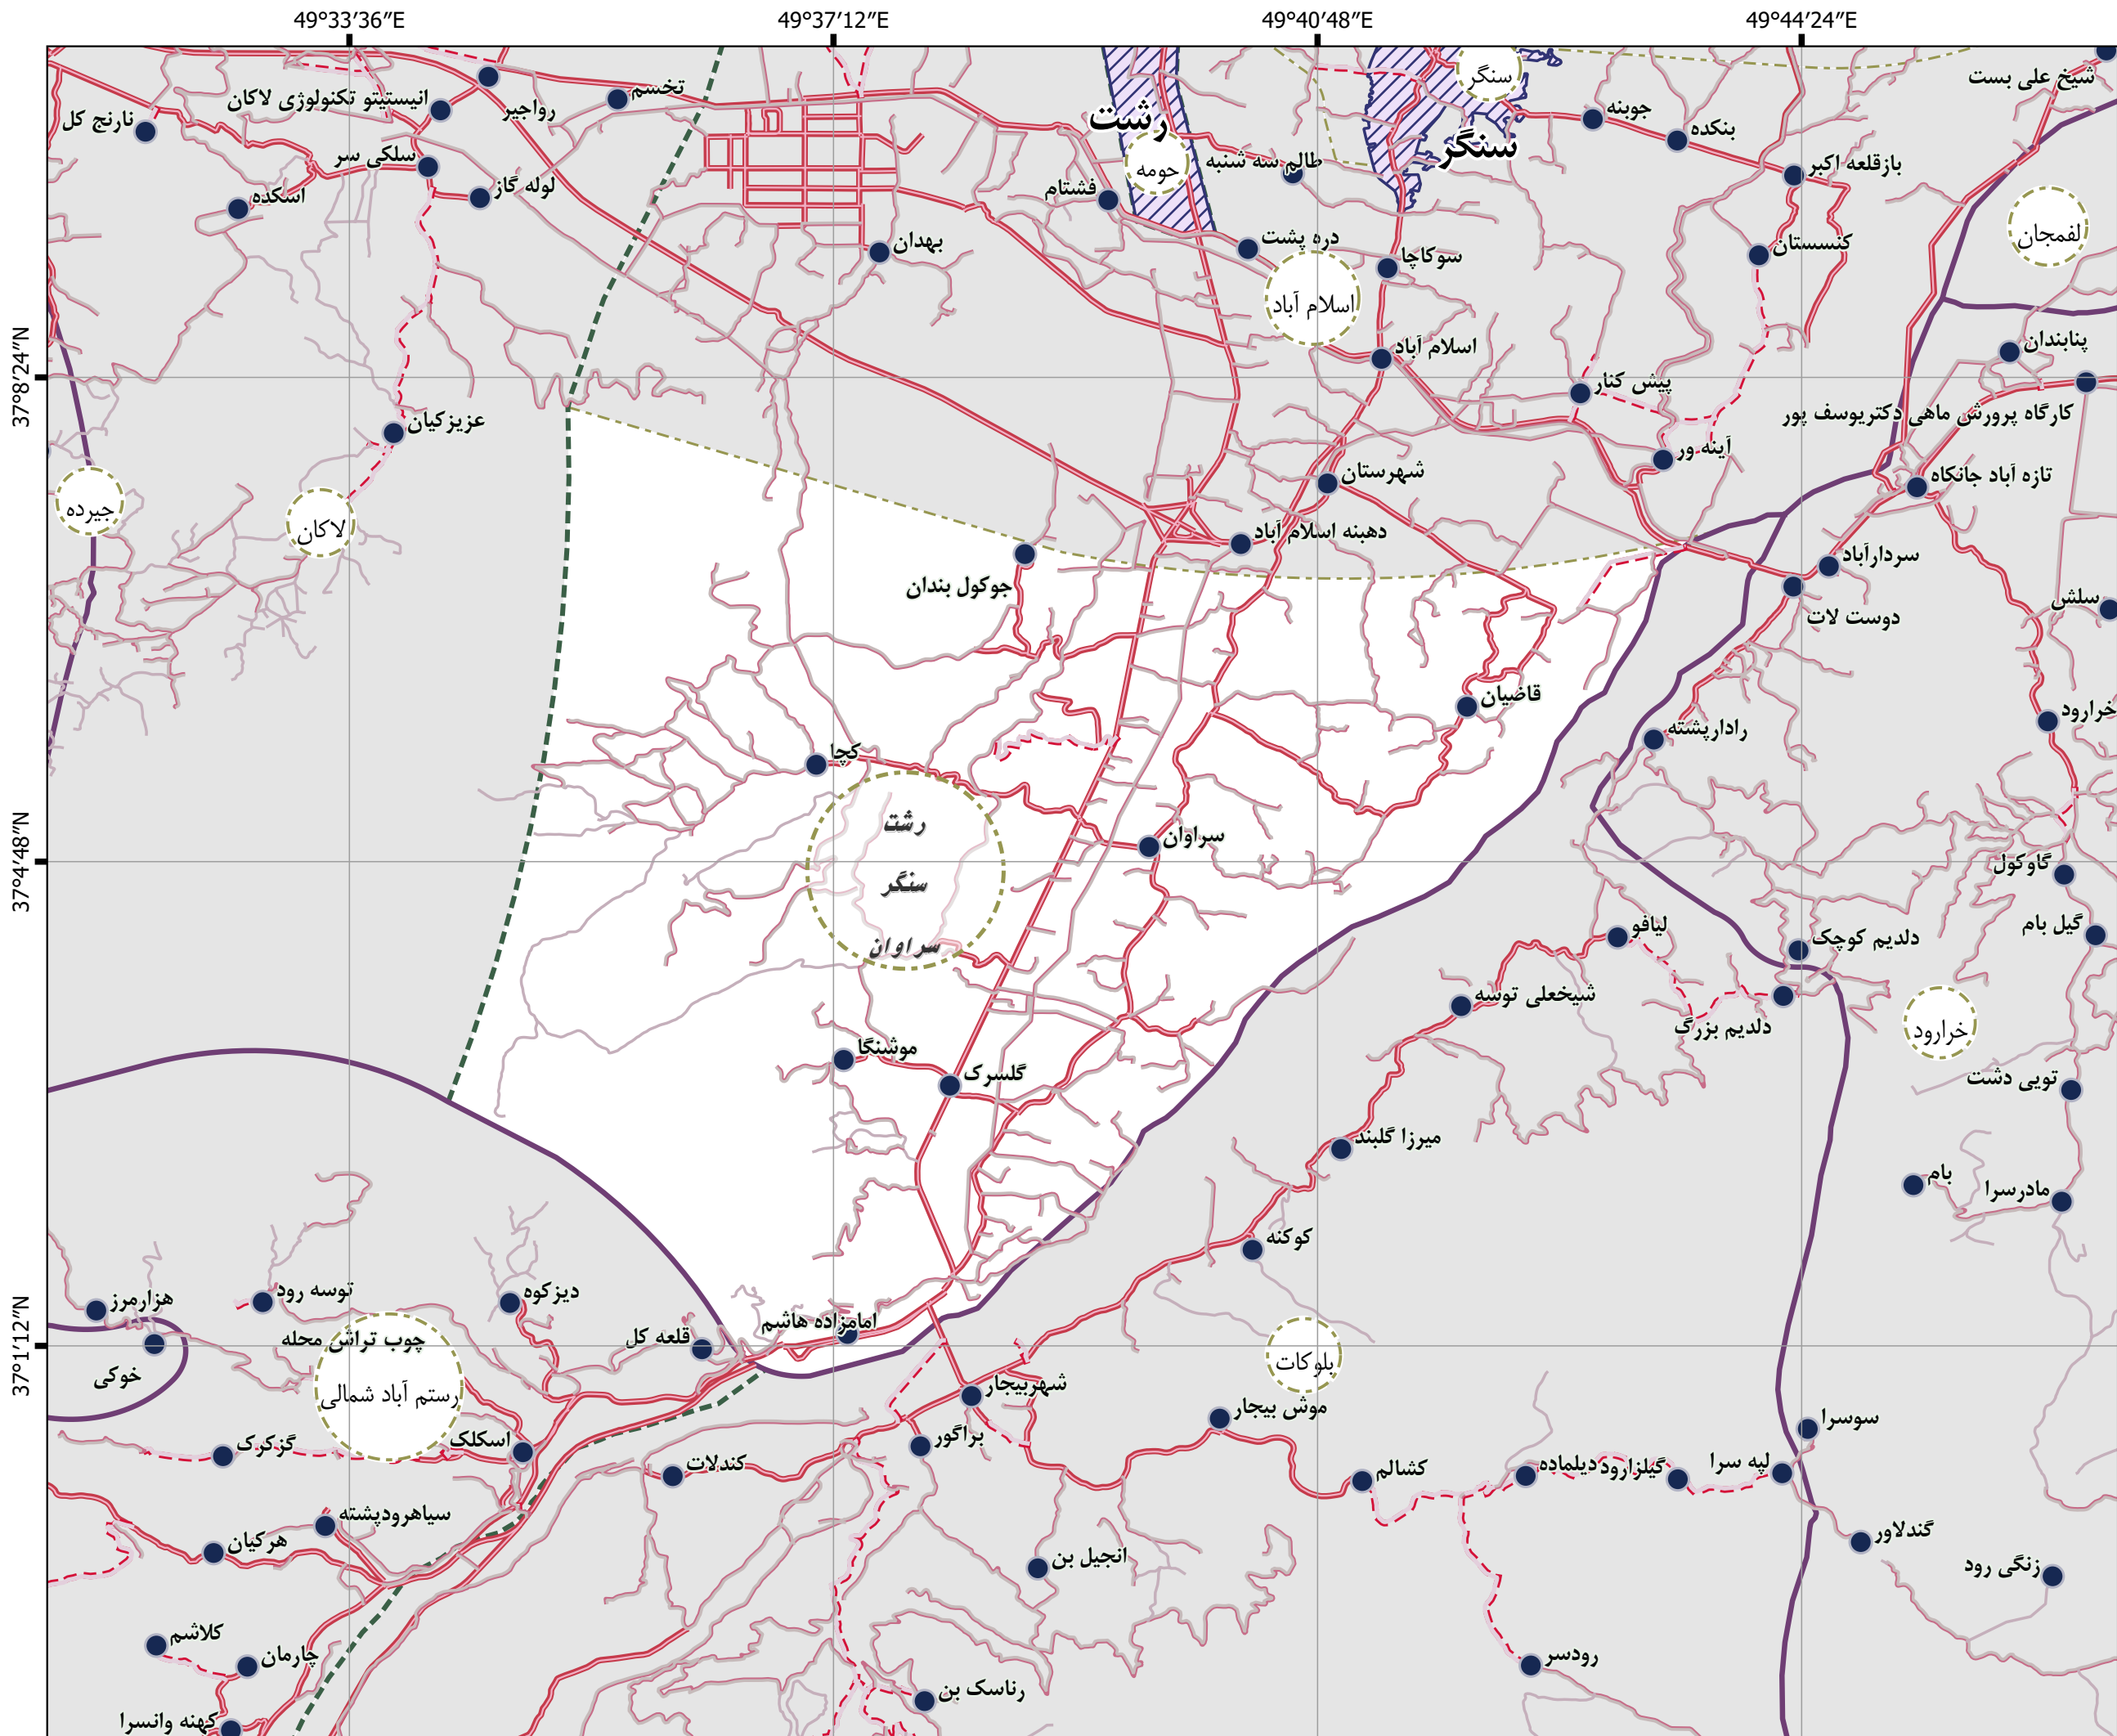 49°33′36″E
49°37′12″E
49°40′48″E
49°44′24″E
37°8′24″N
37°4′48″N
37°1′12″N
سنگر
شیخ علی بست
تخسم
رواجیر
انیستیتو تکنولوژی لاکان
نارنج کل
رشت
حومه
جوبنه
بنکده
سنگر
طالم سه شنبه
بازقلعه اکبر
سلکی سر
لوله گاز
اسکده
فشتام
بهدان
دره پشت
سوکاچا
کنسستان
لفمجان
اسلام آباد
اسلام آباد
پنابندان
پیش کنار
کارگاه پرورش ماهی دکتریوسف پور
عزیزکیان
آینه ور
شهرستان
تازه آباد جانکاه
جیرده
لاکان
دهبنه اسلام آباد
سردارآباد
جوکول بندان
سلش
دوست لات
قاضیان
خرارود
رادارپشته
کچا
رشت
سنگر
سراوان
سراوان
گاوکول
لیافو
گیل بام
دلدیم کوچک
شیخعلی توسه
دلدیم بزرگ
خرارود
موشنگا
گلسرک
تویی دشت
میرزا گلبند
بام
مادرسرا
کوکنه
توسه رود
دیزکوه
هزارمرز
امامزاده هاشم
قلعه کل
چوب تراش محله
خوکی
رستم آباد شمالی
بلوکات
شهربیجار
موش بیجار
سوسرا
براگور
اسکلک
گزکرک
کندلات
کشالم
دیلماده
گیلزارود
لپه سرا
سیاهرودپشته
هرکیان
گندلاور
انجیل بن
زنگی رود
کلاشم
چارمان
رودسر
رناسک بن
کهنه وانسرا